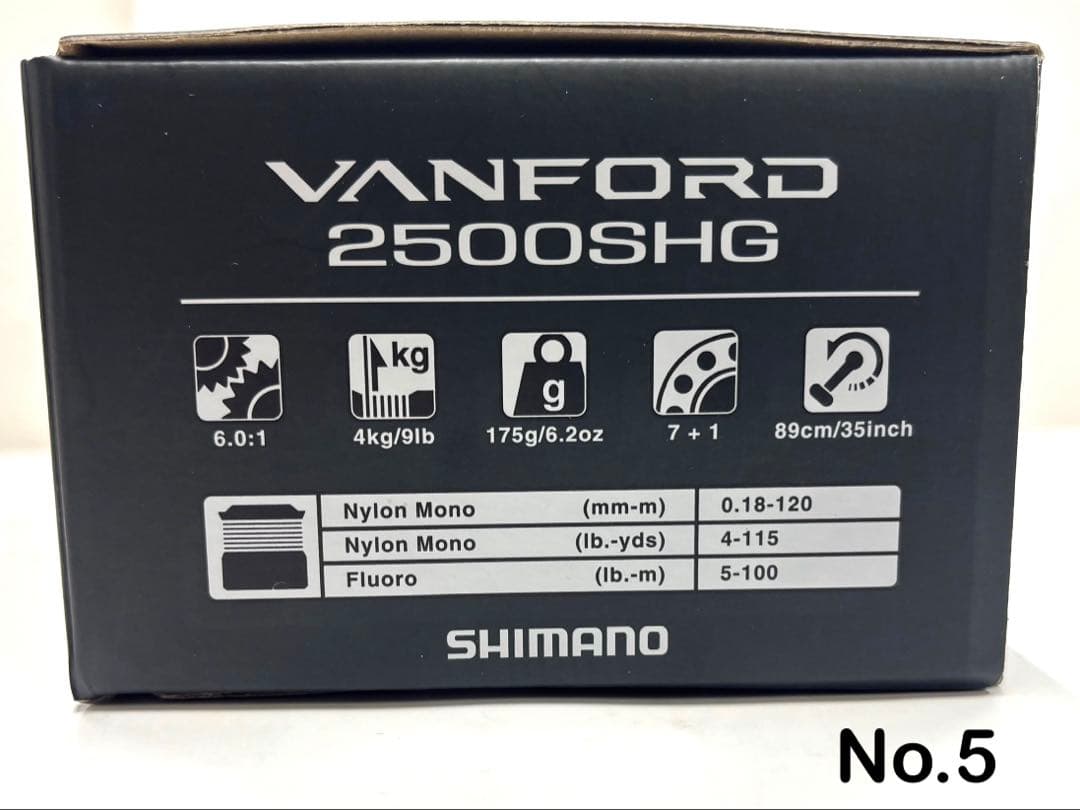 VANFORD
2500SHG
kg
g
6.0:1 4kg/9lb 175g/6.2oz 7 + 1 89cm/35inch
Nylon Mono (mm-m) 0.18-120
Nylon Mono (lb.-yds) 4-115
Fluoro (lb.-m) 5-100
SHIMANO
No.5